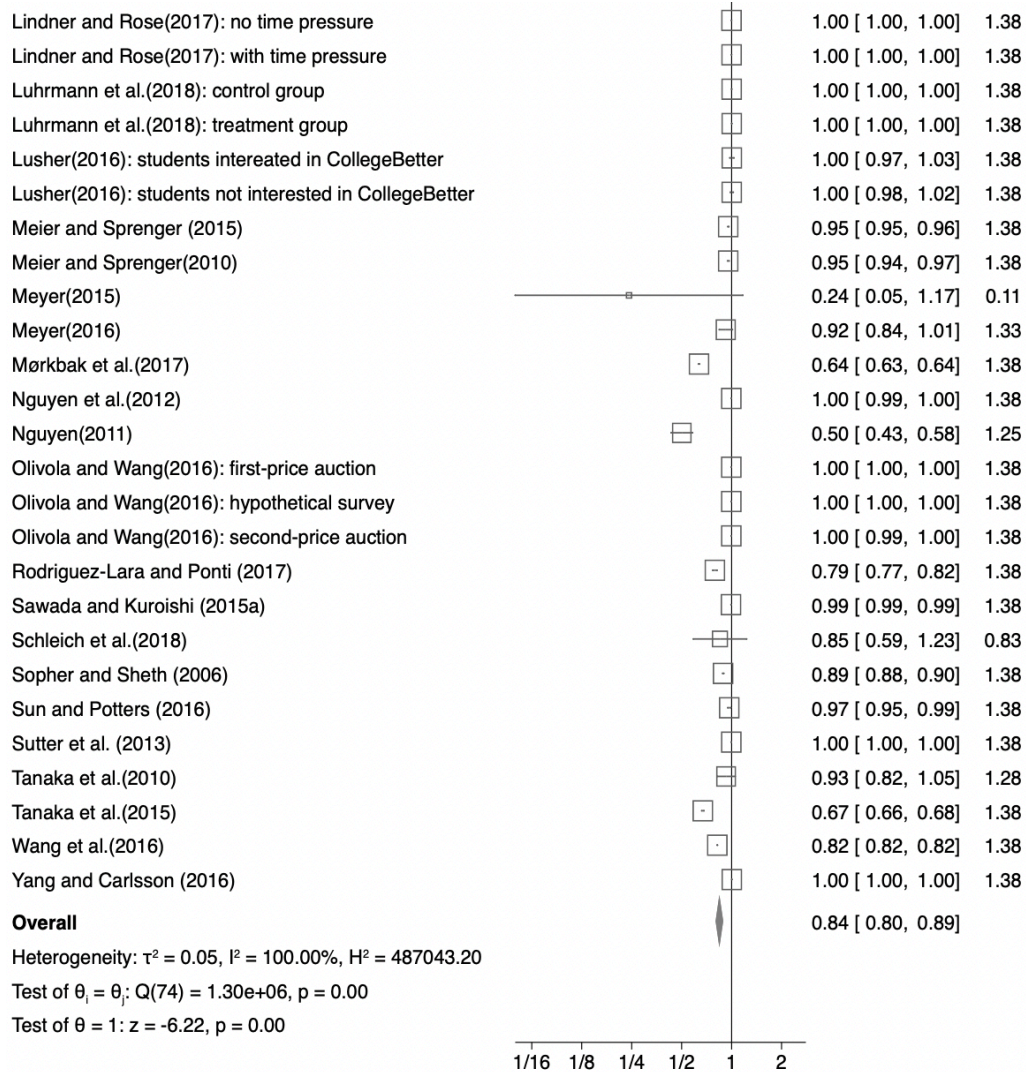 Lindner and Rose(2017): no time pressure 1.00 [ 1.00, 1.00] 1.38
Lindner and Rose(2017): with time pressure 1.00 [ 1.00, 1.00] 1.38
Luhrmann et al.(2018): control group 1.00 [ 1.00, 1.00] 1.38
Luhrmann et al.(2018): treatment group 1.00 [ 1.00, 1.00] 1.38
Lusher(2016): students intereated in CollegeBetter 1.00 [ 0.97, 1.03] 1.38
Lusher(2016): students not interested in CollegeBetter 1.00 [ 0.98, 1.02] 1.38
Meier and Sprenger (2015) 0.95 [ 0.95, 0.96] 1.38
Meier and Sprenger(2010) 0.95 [ 0.94, 0.97] 1.38
Meyer(2015) 0.24 [ 0.05, 1.17] 0.11
Meyer(2016) 0.92 [ 0.84, 1.01] 1.33
Mørkbak et al.(2017) 0.64 [ 0.63, 0.64] 1.38
Nguyen et al.(2012) 1.00 [ 0.99, 1.00] 1.38
Nguyen(2011) 0.50 [ 0.43, 0.58] 1.25
Olivola and Wang(2016): first-price auction 1.00 [ 1.00, 1.00] 1.38
Olivola and Wang(2016): hypothetical survey 1.00 [ 1.00, 1.00] 1.38
Olivola and Wang(2016): second-price auction 1.00 [ 0.99, 1.00] 1.38
Rodriguez-Lara and Ponti (2017) 0.79 [ 0.77, 0.82] 1.38
Sawada and Kuroishi (2015a) 0.99 [ 0.99, 0.99] 1.38
Schleich et al.(2018) 0.85 [ 0.59, 1.23] 0.83
Sopher and Sheth (2006) 0.89 [ 0.88, 0.90] 1.38
Sun and Potters (2016) 0.97 [ 0.95, 0.99] 1.38
Sutter et al. (2013) 1.00 [ 1.00, 1.00] 1.38
Tanaka et al.(2010) 0.93 [ 0.82, 1.05] 1.28
Tanaka et al.(2015) 0.67 [ 0.66, 0.68] 1.38
Wang et al.(2016) 0.82 [ 0.82, 0.82] 1.38
Yang and Carlsson (2016) 1.00 [ 1.00, 1.00] 1.38
Overall 0.84 [ 0.80, 0.89]
Heterogeneity: τ² = 0.05, I² = 100.00%, H² = 487043.20
Test of θᵢ = θⱼ: Q(74) = 1.30e+06, p = 0.00
Test of θ = 1: z = -6.22, p = 0.00
1/16 1/8 1/4 1/2 1 2